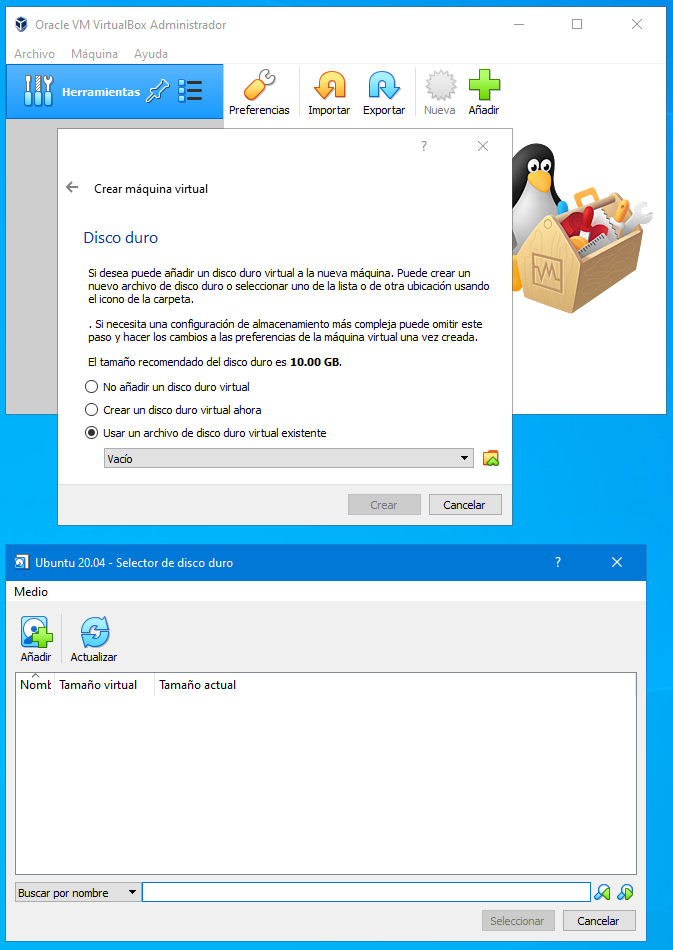 Oracle VM VirtualBox Administrador
Archivo Máquina Ayuda
Herramientas
Preferencias Importar Exportar Nueva Añadir
?
Crear máquina virtual
Disco duro
Si desea puede añadir un disco duro virtual a la nueva máquina. Puede crear un
nuevo archivo de disco duro o seleccionar uno de la lista o de otra ubicación usando
el icono de la carpeta.
. Si necesita una configuración de almacenamiento más compleja puede omitir este
paso y hacer los cambios a las preferencias de la máquina virtual una vez creada.
El tamaño recomendado del disco duro es 10.00 GB.
No añadir un disco duro virtual
Crear un disco duro virtual ahora
Usar un archivo de disco duro virtual existente
Vacío
Crear Cancelar
Ubuntu 20.04 - Selector de disco duro ?
Medio
Añadir Actualizar
Nomb Tamaño virtual Tamaño actual
Buscar por nombre
Seleccionar Cancelar